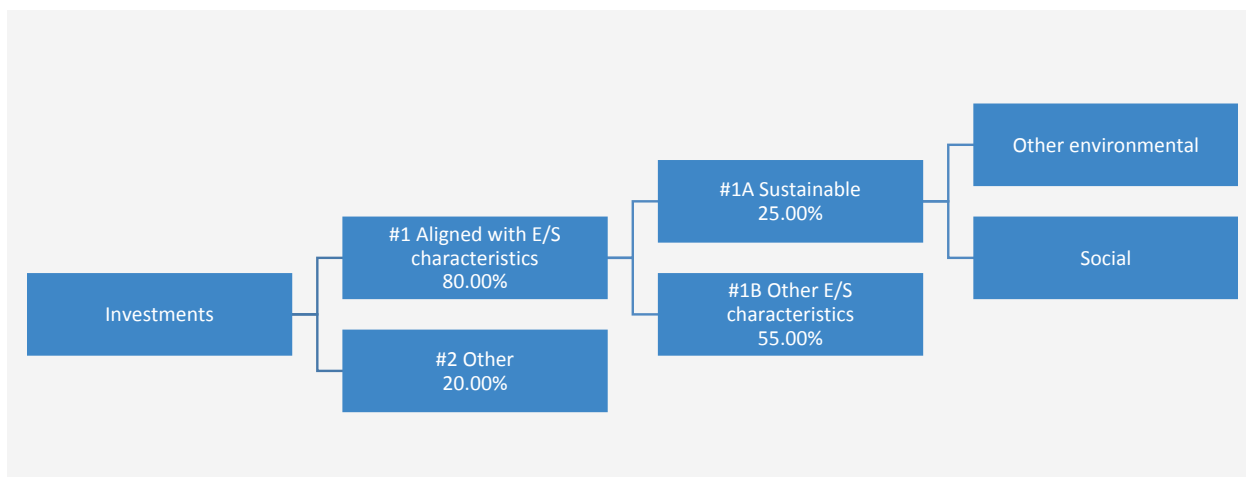 Investments
#1 Aligned with E/S
characteristics
80.00%
#2 Other
20.00%
#1A Sustainable
25.00%
#1B Other E/S
characteristics
55.00%
Other environmental
Social